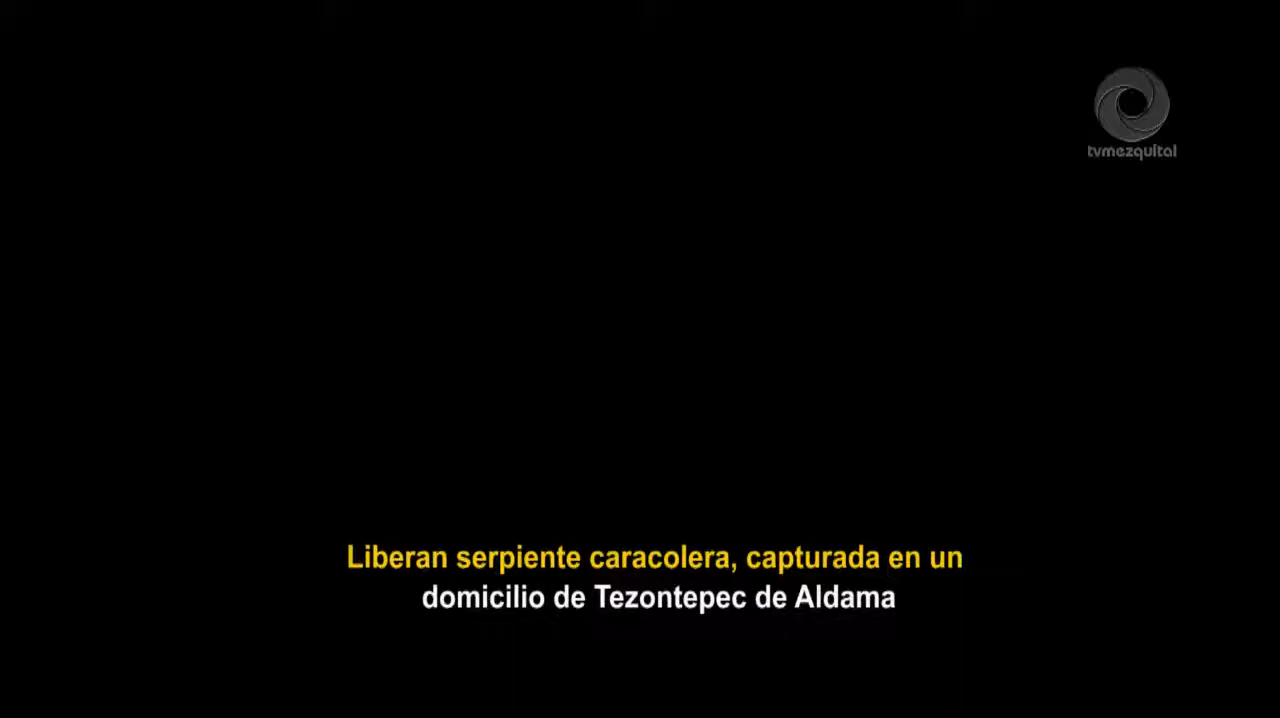 tvmezquital
Liberan serpiente caracolera, capturada en un
domicilio de Tezontepec de Aldama